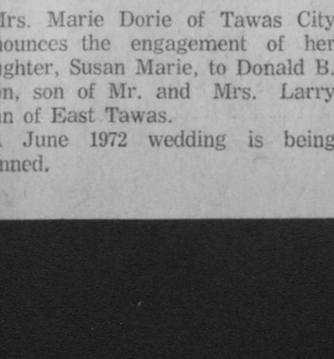 Mrs. Marie Dorie of Tawas City
nounces the engagement of her
ughter, Susan Marie, to Donald B.
n, son of Mr. and Mrs. Larry
n of East Tawas.
June 1972 wedding is being
nned.